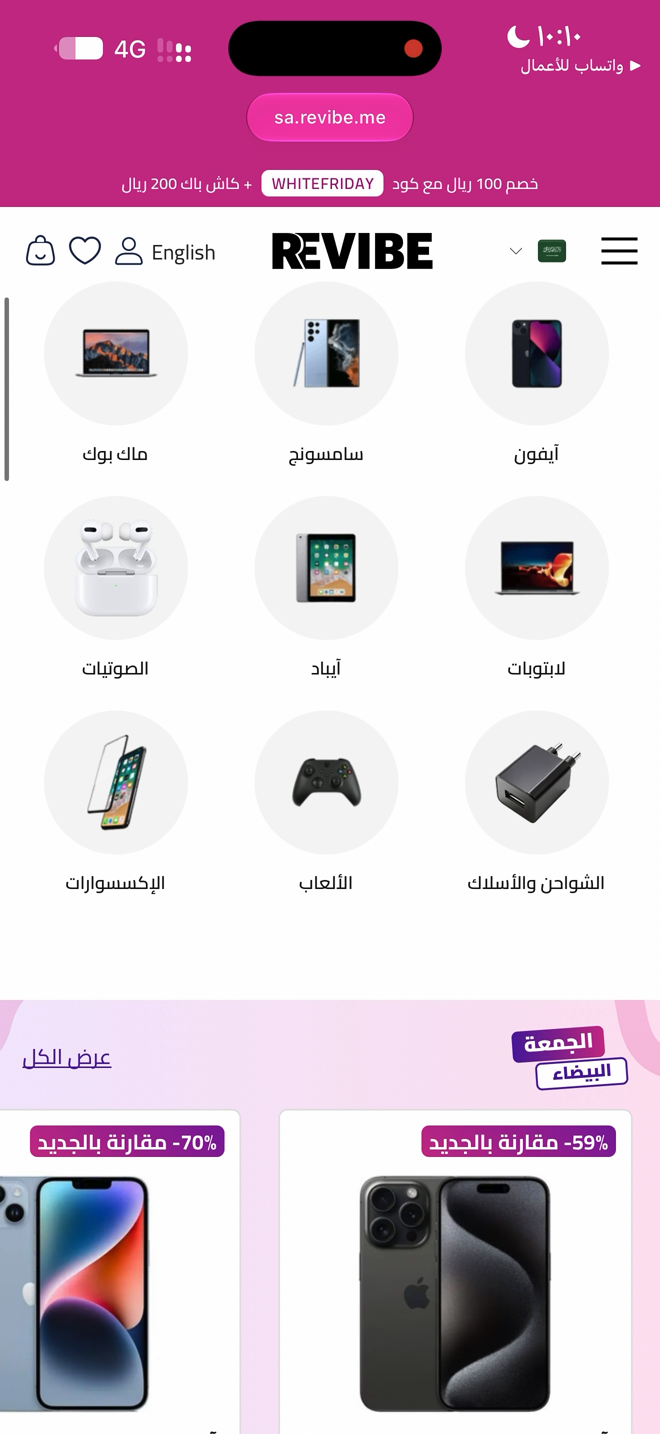 ١٠:١٠
4G
◀ واتساب للأعمال
sa.revibe.me
خصم 100 ريال مع كود WHITEFRIDAY + كاش باك 200 ريال
REVIBE
English
آيفون
سامسونج
ماك بوك
لابتوبات
آيباد
الصوتيات
الشواحن والأسلاك
الألعاب
الإكسسوارات
الجمعة
البيضاء
عرض الكل
-59% مقارنة بالجديد
-70% مقارنة بالجديد